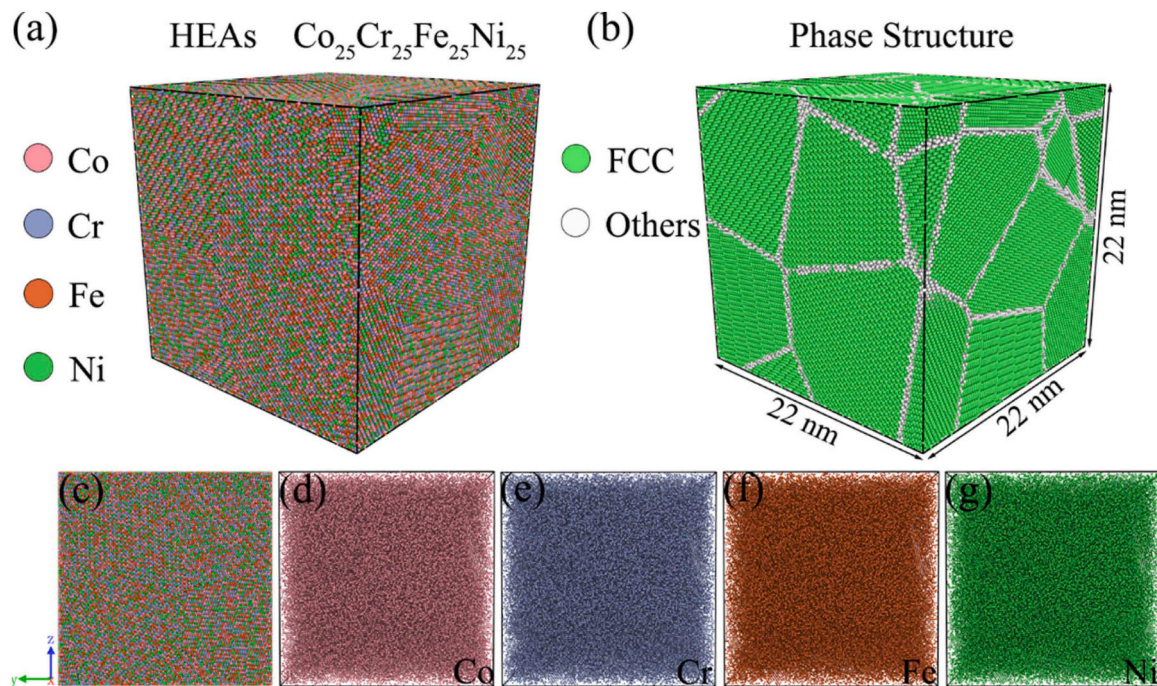 (a) HEAs Co25Cr25Fe25Ni25
(b) Phase Structure
Co
Cr
Fe
Ni
FCC
Others
22 nm
22 nm
22 nm
(c)
(d)
(e)
(f)
(g)
z
y
x
Co
Cr
Fe
Ni